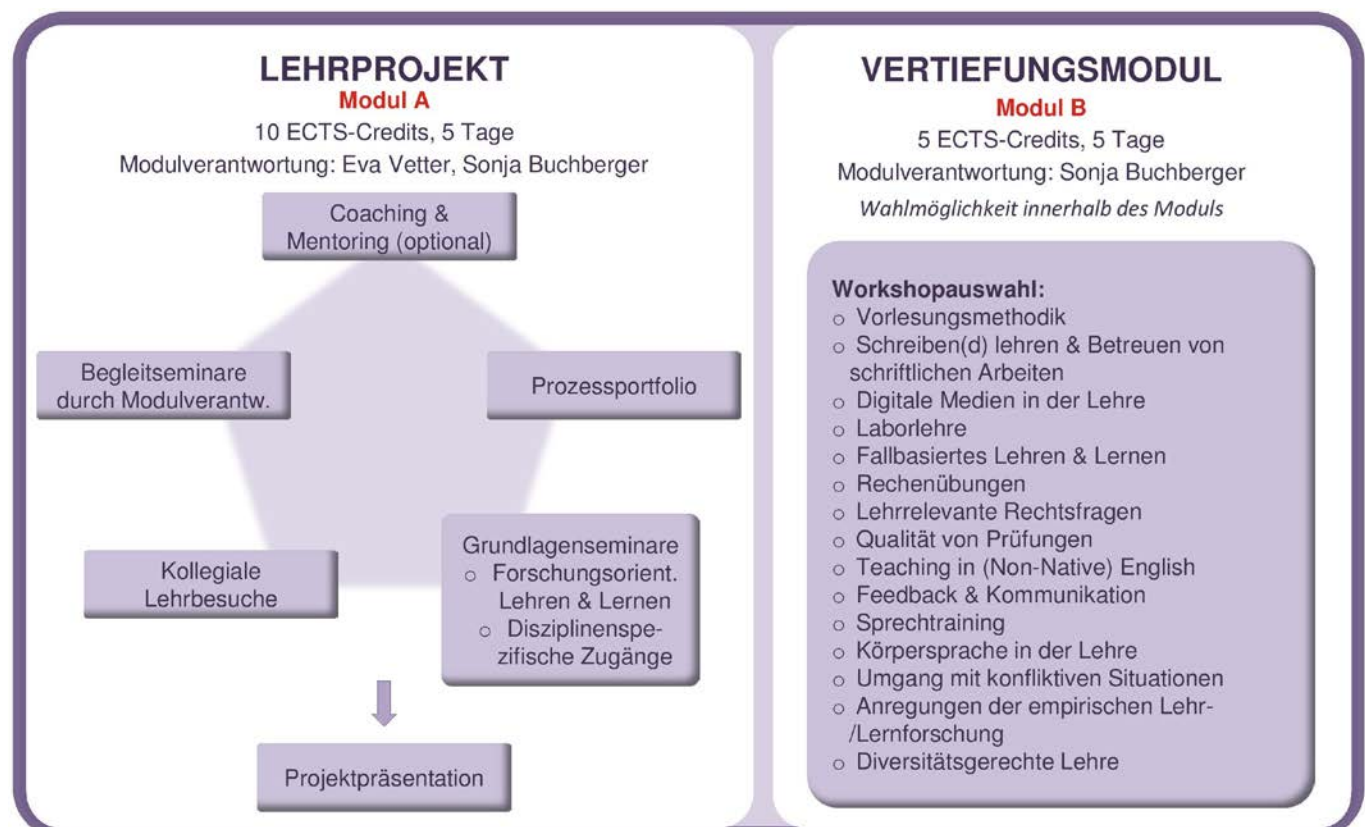 LEHRPROJEKT
Modul A
10 ECTS-Credits, 5 Tage
Modulverantwortung: Eva Vetter, Sonja Buchberger
Coaching &
Mentoring (optional)
Begleitseminare
durch Modulverantw.
Prozessportfolio
Kollegiale
Lehrbesuche
Grundlagenseminare
o Forschungsorient.
Lehren & Lernen
o Disziplinenspe-
zifische Zugänge
Projektpräsentation
VERTIEFUNGSMODUL
Modul B
5 ECTS-Credits, 5 Tage
Modulverantwortung: Sonja Buchberger
Wahlmöglichkeit innerhalb des Moduls
Workshopauswahl:
o Vorlesungsmethodik
o Schreiben(d) lehren & Betreuen von
schriftlichen Arbeiten
o Digitale Medien in der Lehre
o Laborlehre
o Fallbasiertes Lehren & Lernen
o Rechenübungen
o Lehrrelevante Rechtsfragen
o Qualität von Prüfungen
o Teaching in (Non-Native) English
o Feedback & Kommunikation
o Sprechtraining
o Körpersprache in der Lehre
o Umgang mit konfliktiven Situationen
o Anregungen der empirischen Lehr-
/Lernforschung
o Diversitätsgerechte Lehre